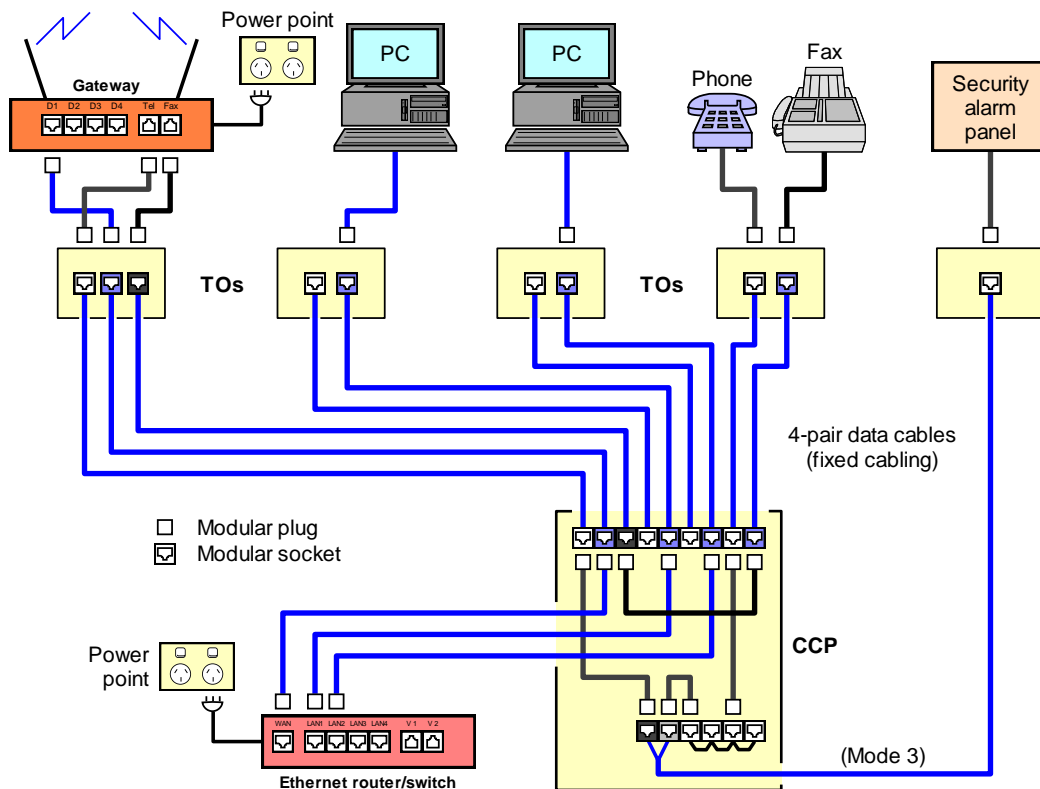 Power point
PC
PC
Fax
Phone
Gateway
D1 D2 D3 D4 Tel Fax
Security
alarm
panel
TOs
TOs
4-pair data cables
(fixed cabling)
Modular plug
Modular socket
CCP
Power
point
WAN LAN1 LAN2 LAN3 LAN4 V 1 V 2
(Mode 3)
Ethernet router/switch